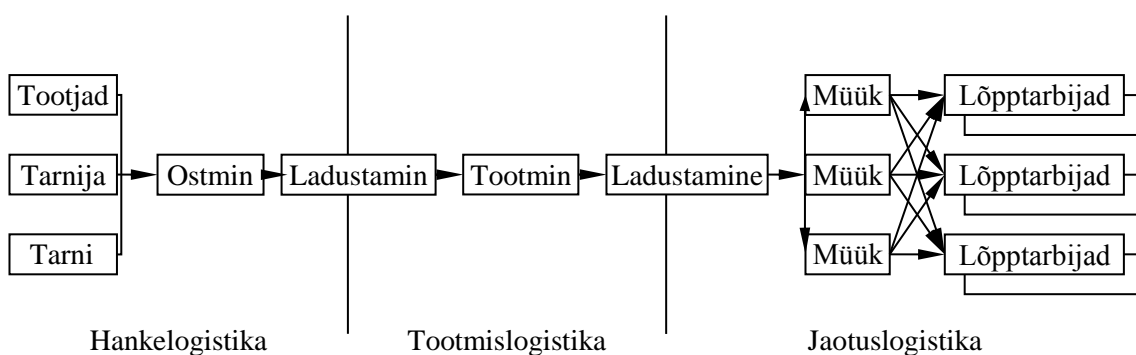 Tootjad
Müük
Lõpptarbijad
Tarnija
Ostmin
Ladustamin
Tootmin
Ladustamine
Müük
Lõpptarbijad
Tarni
Müük
Lõpptarbijad
Hankelogistika
Tootmislogistika
Jaotuslogistika